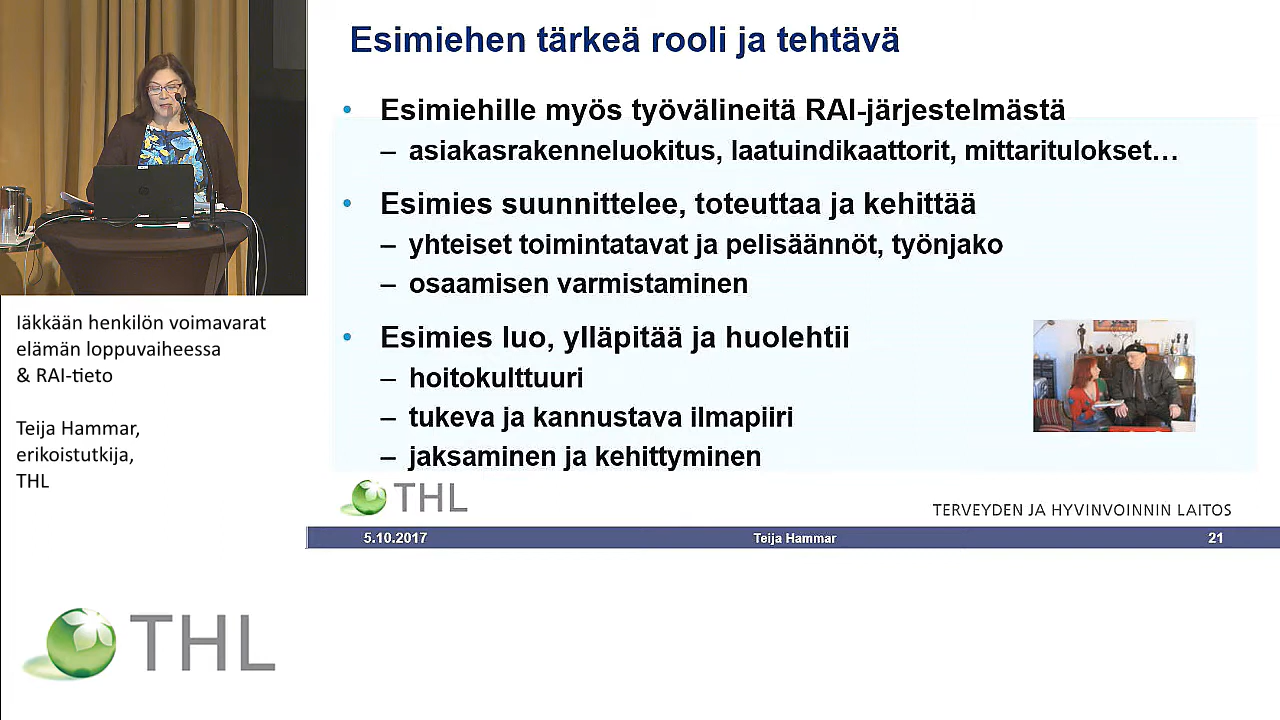 Esimiehen tärkeä rooli ja tehtävä
• Esimiehille myös työvälineitä RAI-järjestelmästä
– asiakasrakenneluokitus, laatuindikaattorit, mittaritulokset…
• Esimies suunnittelee, toteuttaa ja kehittää
– yhteiset toimintatavat ja pelisäännöt, työnjako
– osaamisen varmistaminen
• Esimies luo, ylläpitää ja huolehtii
– hoitokulttuuri
– tukeva ja kannustava ilmapiiri
– jaksaminen ja kehittyminen
THL
TERVEYDEN JA HYVINVOINNIN LAITOS
5.10.2017
Teija Hammar
21
Iäkkään henkilön voimavarat
elämän loppuvaiheessa
& RAI-tieto
Teija Hammar,
erikoistutkija,
THL
THL